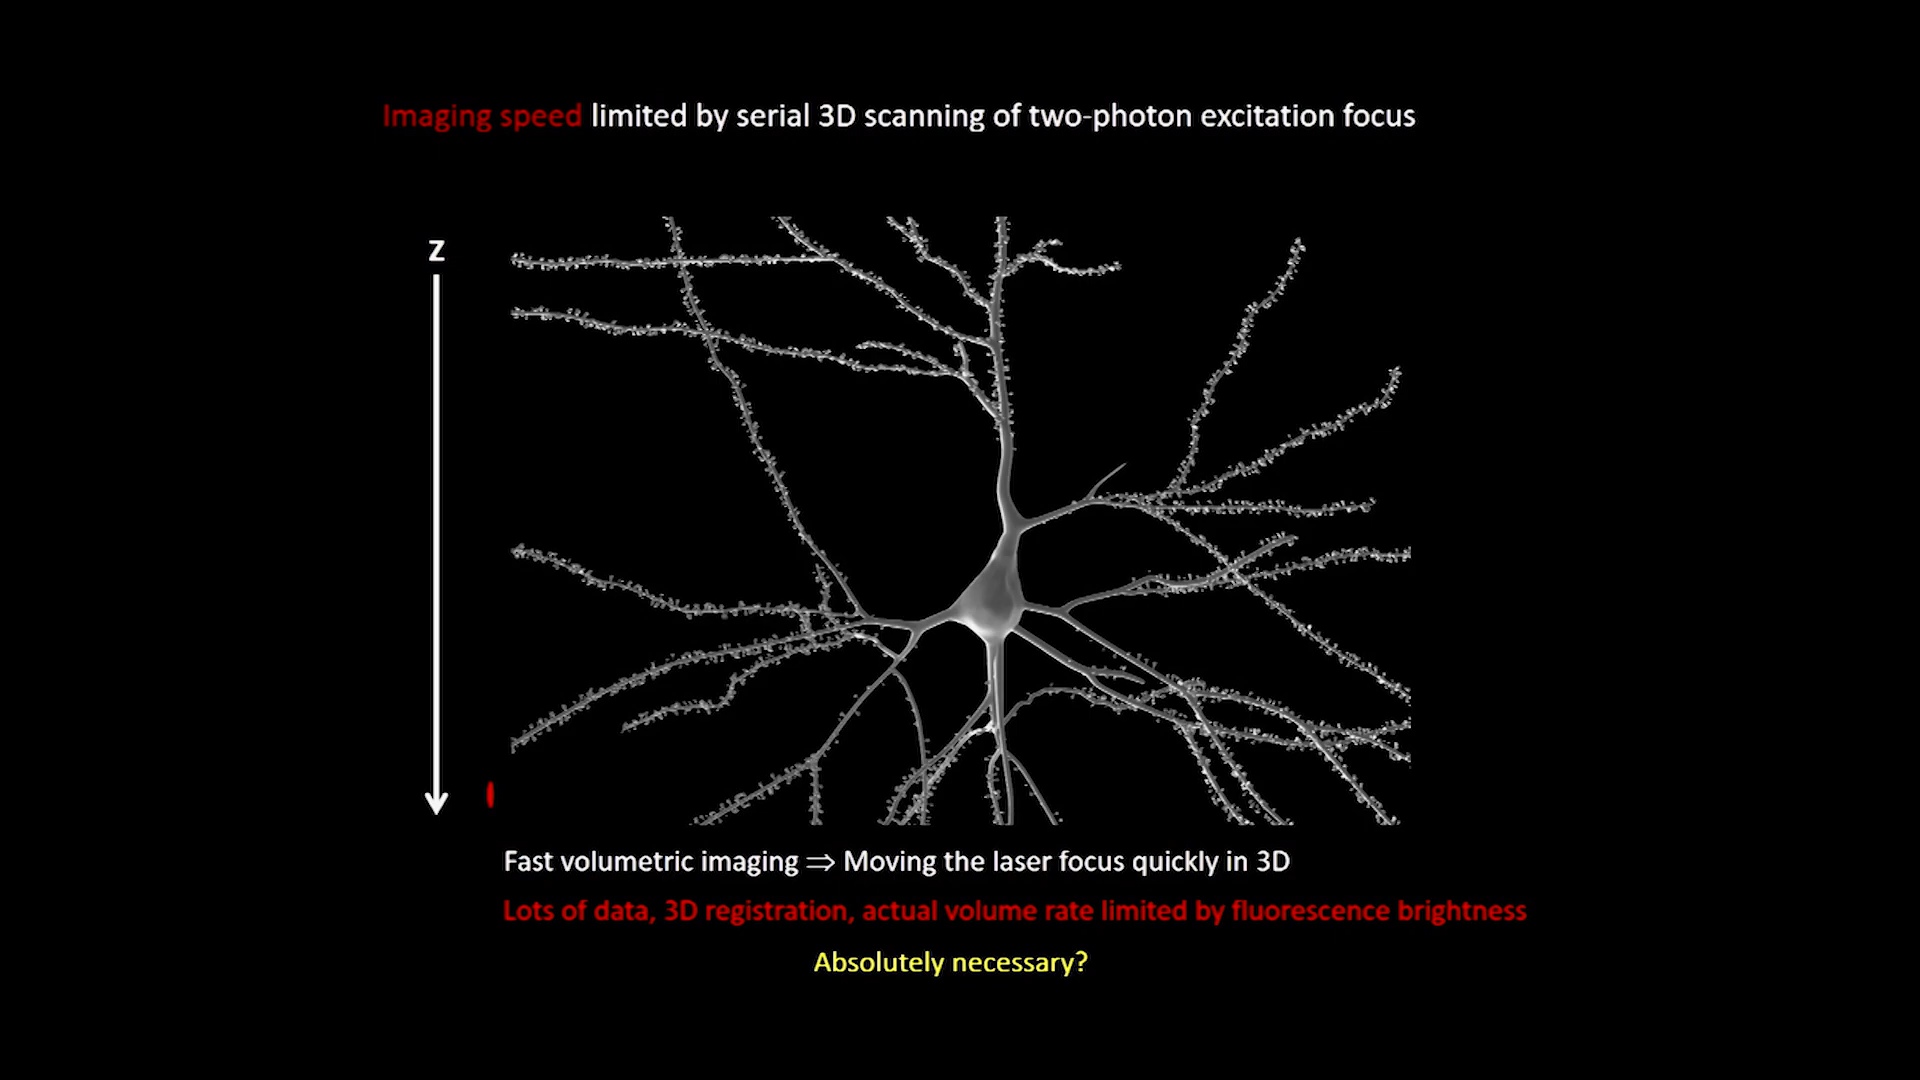 Imaging speed limited by serial 3D scanning of two-photon excitation focus
z
Fast volumetric imaging ⇒ Moving the laser focus quickly in 3D
Lots of data, 3D registration, actual volume rate limited by fluorescence brightness
Absolutely necessary?